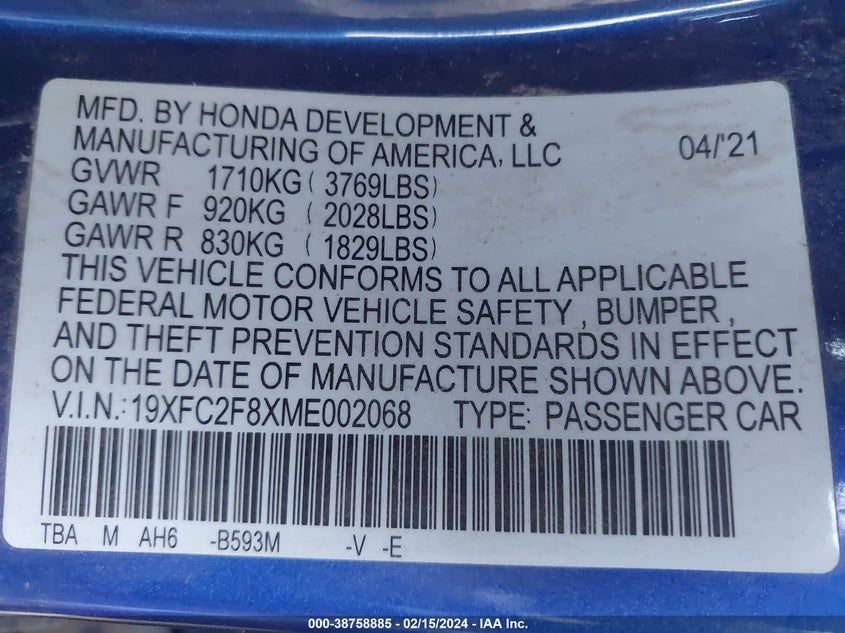 MFD. BY HONDA DEVELOPMENT &
MANUFACTURING OF AMERICA, LLC 04/'21
GVWR 1710KG ( 3769LBS)
GAWR F 920KG ( 2028LBS)
GAWR R 830KG ( 1829LBS)
THIS VEHICLE CONFORMS TO ALL APPLICABLE
FEDERAL MOTOR VEHICLE SAFETY , BUMPER ,
AND THEFT PREVENTION STANDARDS IN EFFECT
ON THE DATE OF MANUFACTURE SHOWN ABOVE.
V.I.N.: 19XFC2F8XME002068 TYPE: PASSENGER CAR
TBA M AH6 -B593M -V -E
000-38758885 - 02/15/2024 - IAA Inc.